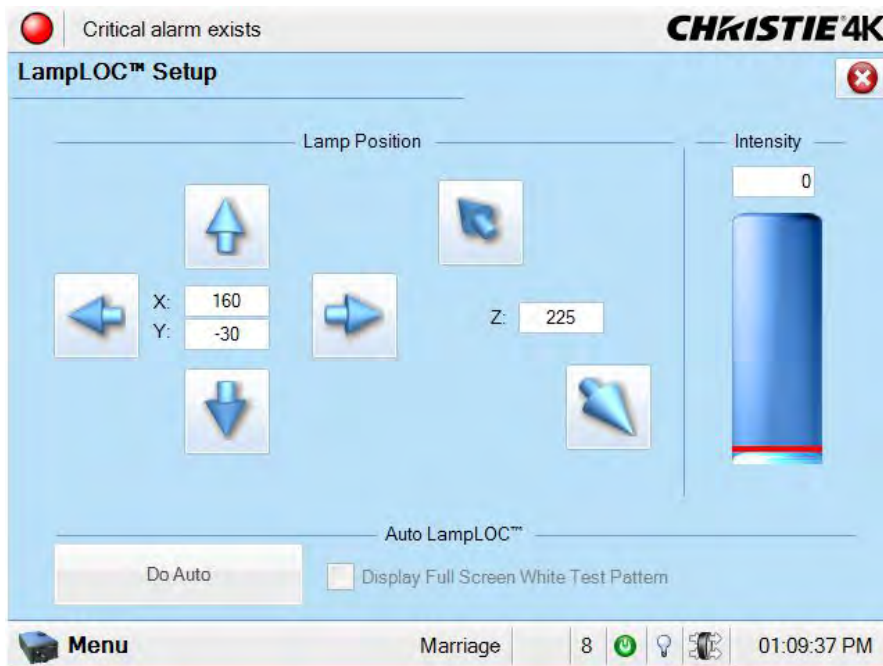 Critical alarm exists
CHRISTIE 4K
LampLOC™ Setup
Lamp Position
Intensity
0
X: 160
Y: -30
Z: 225
Auto LampLOC™
Do Auto
Display Full Screen White Test Pattern
Menu
Marriage
8
01:09:37 PM